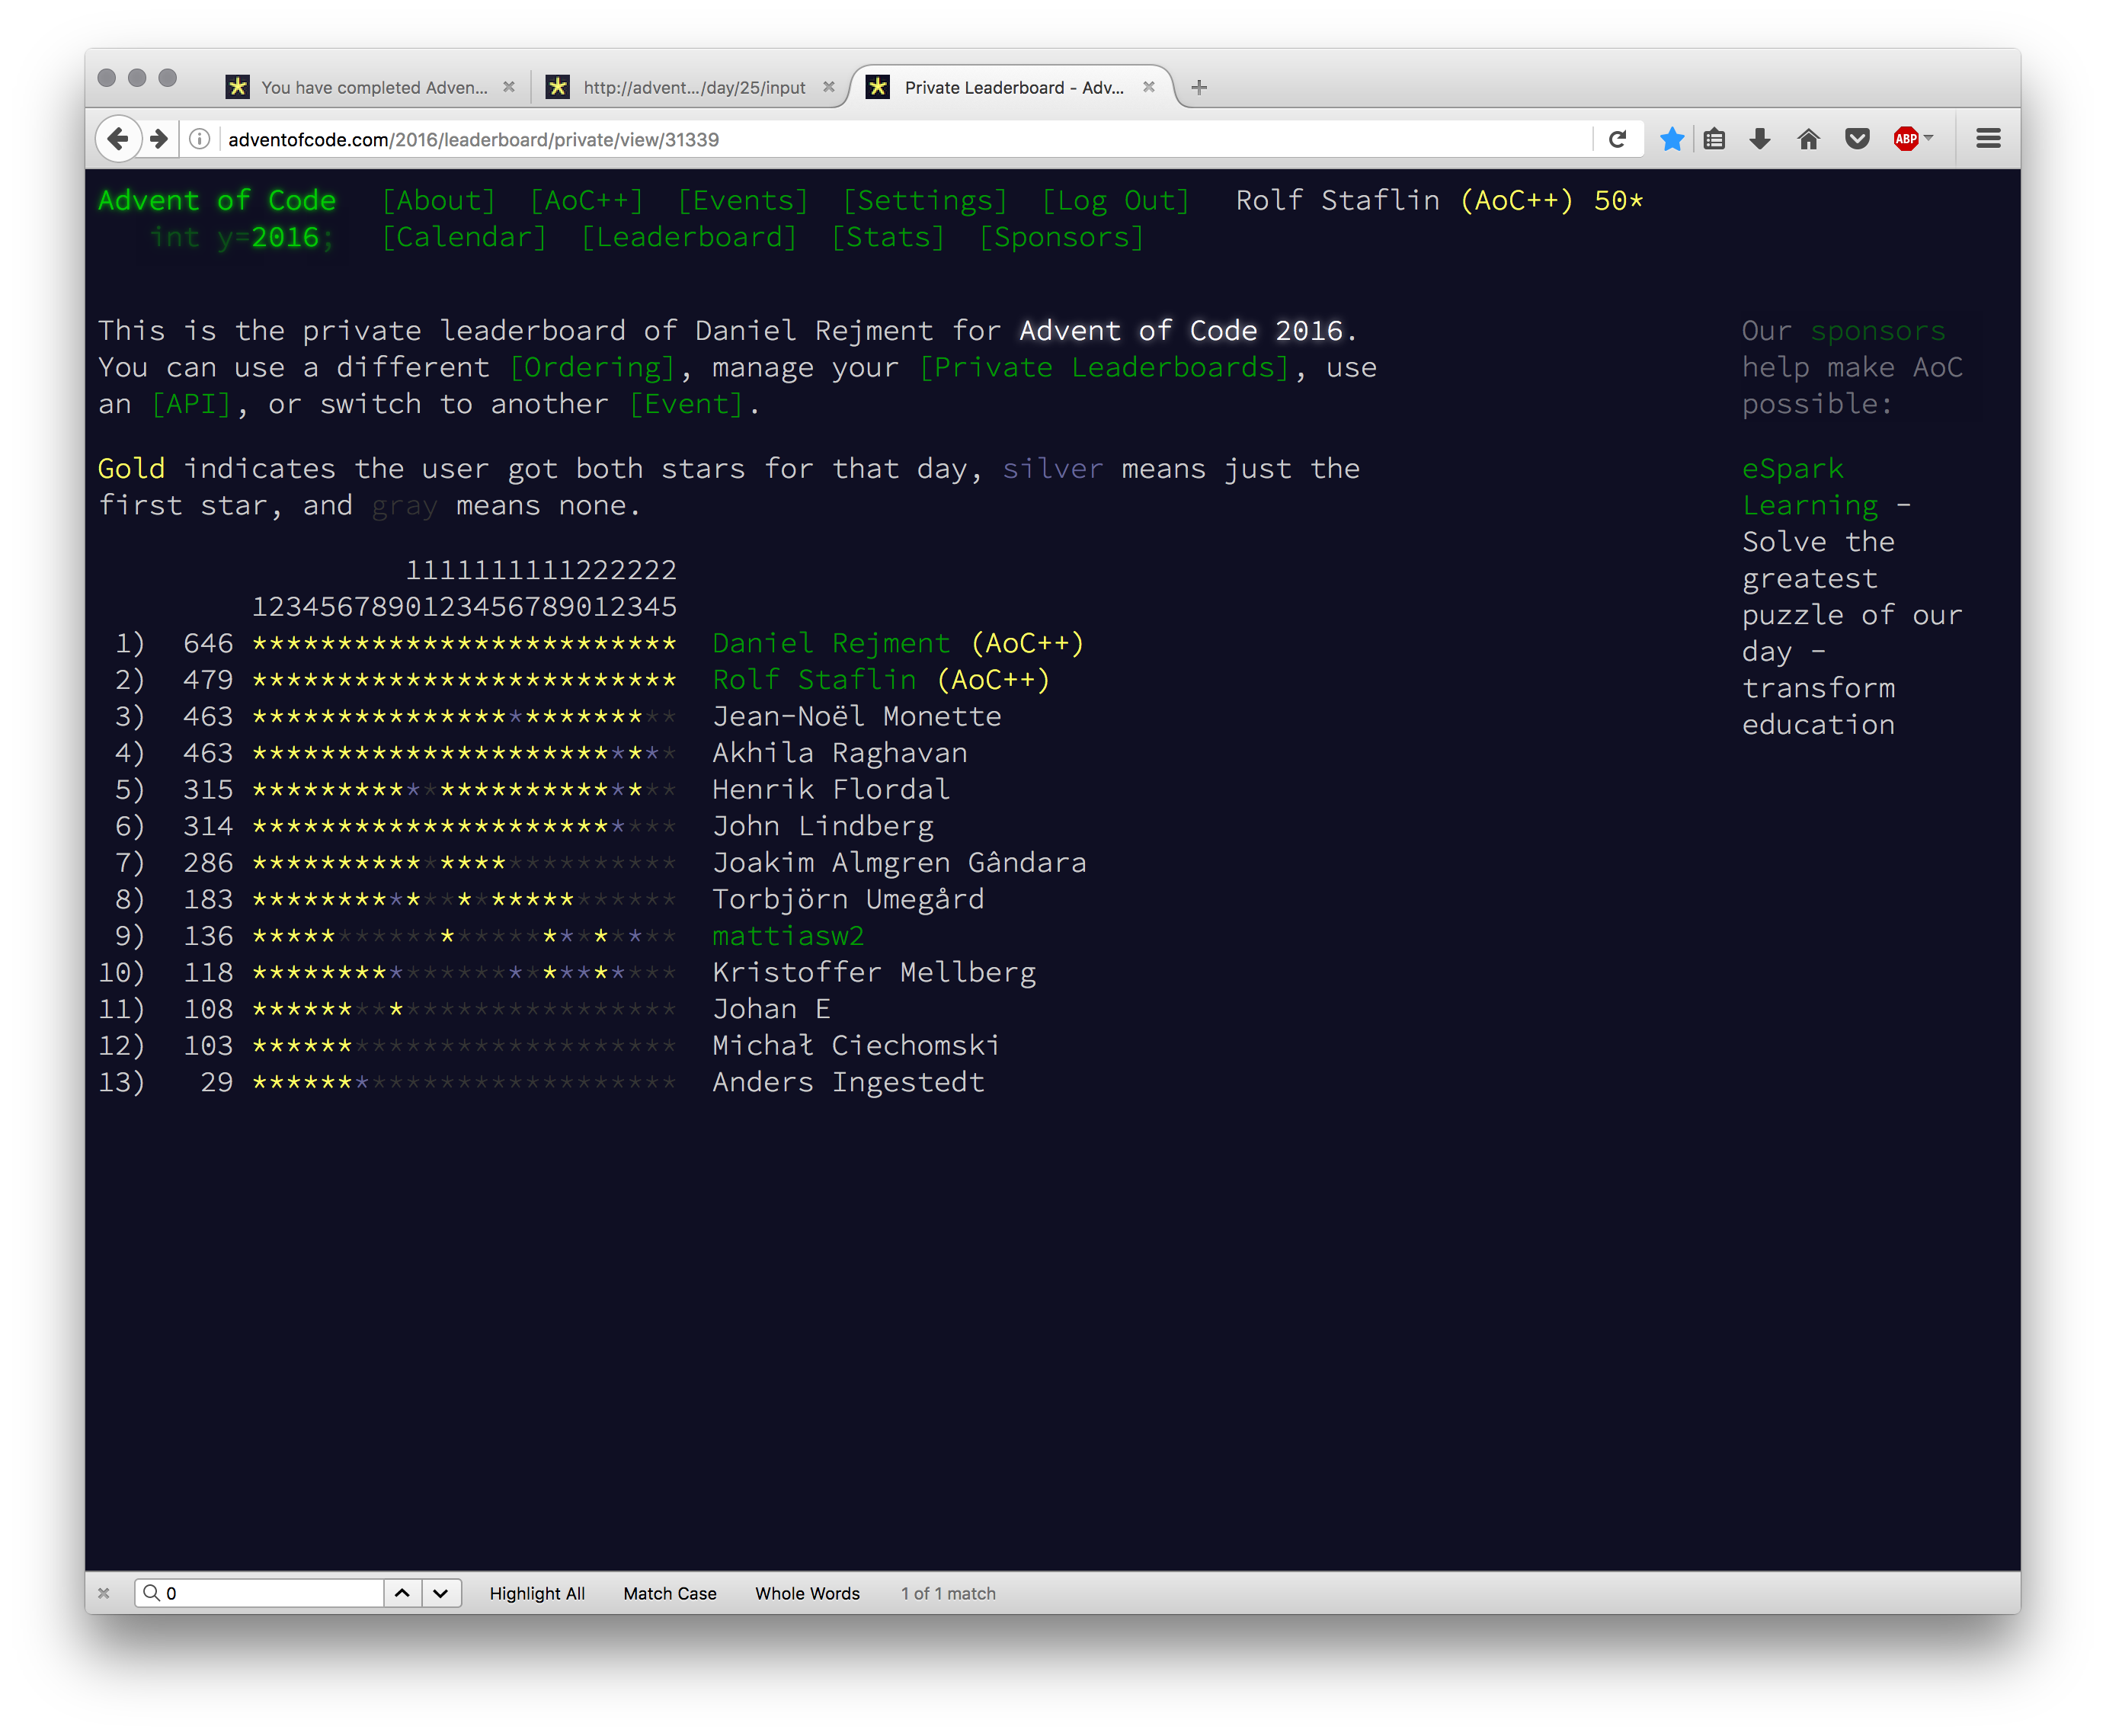 You have completed Adven...
http://advent.../day/25/input
Private Leaderboard - Adv...
adventofcode.com/2016/leaderboard/private/view/31339
ABP
Advent of Code [About] [AoC++] [Events] [Settings] [Log Out] Rolf Staflin (AoC++) 50*
int y=2016; [Calendar] [Leaderboard] [Stats] [Sponsors]
This is the private leaderboard of Daniel Rejment for Advent of Code 2016.
You can use a different [Ordering], manage your [Private Leaderboards], use
an [API], or switch to another [Event].
Gold indicates the user got both stars for that day, silver means just the
first star, and gray means none.
1111111111222222
1234567890123456789012345
1) 646 ************************* Daniel Rejment (AoC++)
2) 479 ************************* Rolf Staflin (AoC++)
3) 463 ************************* Jean-Noël Monette
4) 463 ************************* Akhila Raghavan
5) 315 ************************* Henrik Flordal
6) 314 ************************* John Lindberg
7) 286 ************************* Joakim Almgren Gândara
8) 183 ************************* Torbjörn Umegård
9) 136 ************************* mattiasw2
10) 118 ************************* Kristoffer Mellberg
11) 108 ************************* Johan E
12) 103 ************************* Michał Ciechomski
13) 29 ************************* Anders Ingestedt
Our sponsors
help make AoC
possible:
eSpark
Learning -
Solve the
greatest
puzzle of our
day -
transform
education
0 Highlight All Match Case Whole Words 1 of 1 match